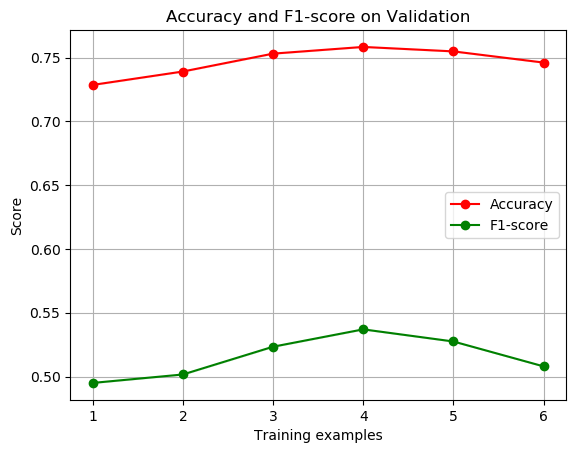 Accuracy and F1-score on Validation
0.75
0.70
0.65
0.60
0.55
0.50
Score
Accuracy
F1-score
1 2 3 4 5 6
Training examples